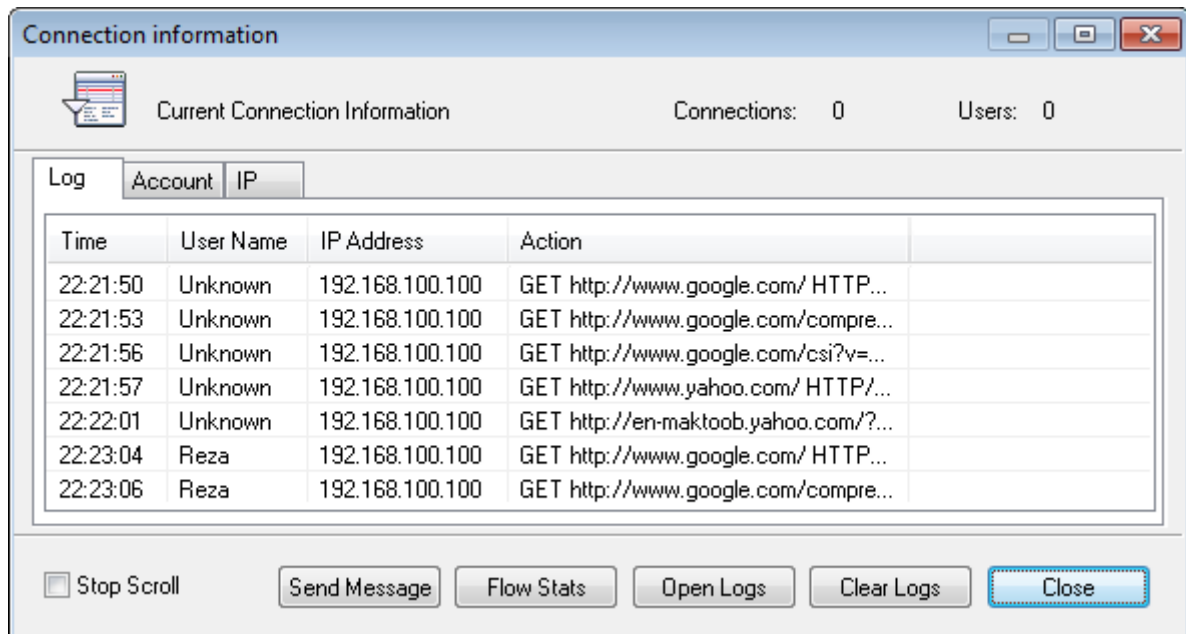 Connection information
Current Connection Information Connections: 0 Users: 0
Log Account IP
Time User Name IP Address Action
22:21:50 Unknown 192.168.100.100 GET http://www.google.com/ HTTP...
22:21:53 Unknown 192.168.100.100 GET http://www.google.com/compre...
22:21:56 Unknown 192.168.100.100 GET http://www.google.com/csi?v=...
22:21:57 Unknown 192.168.100.100 GET http://www.yahoo.com/ HTTP/...
22:22:01 Unknown 192.168.100.100 GET http://en-maktoob.yahoo.com/?...
22:23:04 Reza 192.168.100.100 GET http://www.google.com/ HTTP...
22:23:06 Reza 192.168.100.100 GET http://www.google.com/compre...
Stop Scroll Send Message Flow Stats Open Logs Clear Logs Close